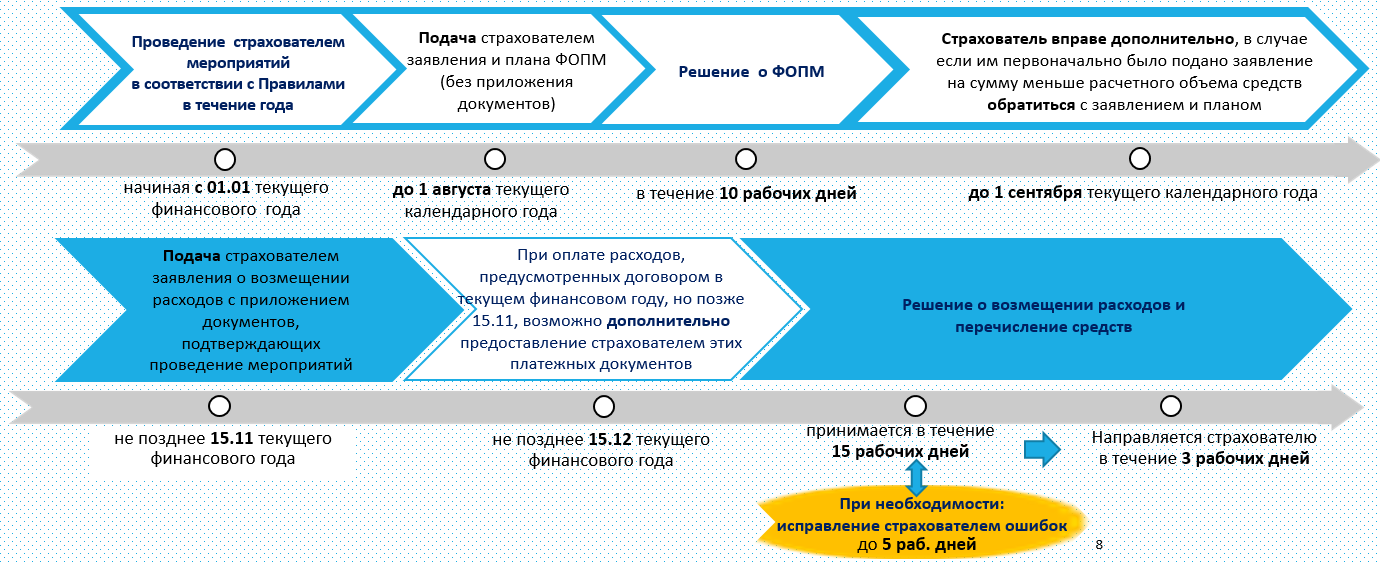 Проведение страхователем
мероприятий
в соответствии с Правилами
в течение года
Подача страхователем
заявления и плана ФОПМ
(без приложения
документов)
Решение о ФОПМ
Страхователь вправе дополнительно, в случае
если им первоначально было подано заявление
на сумму меньше расчетного объема средств
обратиться с заявлением и планом
начиная с 01.01 текущего
финансового года
до 1 августа текущего
календарного года
в течение 10 рабочих дней
до 1 сентября текущего календарного года
Подача страхователем
заявления о возмещении
расходов с приложением
документов,
подтверждающих
проведение мероприятий
При оплате расходов,
предусмотренных договором в
текущем финансовом году, но позже
15.11, возможно дополнительно
предоставление страхователем этих
платежных документов
Решение о возмещении расходов и
перечисление средств
не позднее 15.11 текущего
финансового года
не позднее 15.12 текущего
финансового года
принимается в течение
15 рабочих дней
Направляется страхователю
в течение 3 рабочих дней
При необходимости:
исправление страхователем ошибок
до 5 раб. дней
8